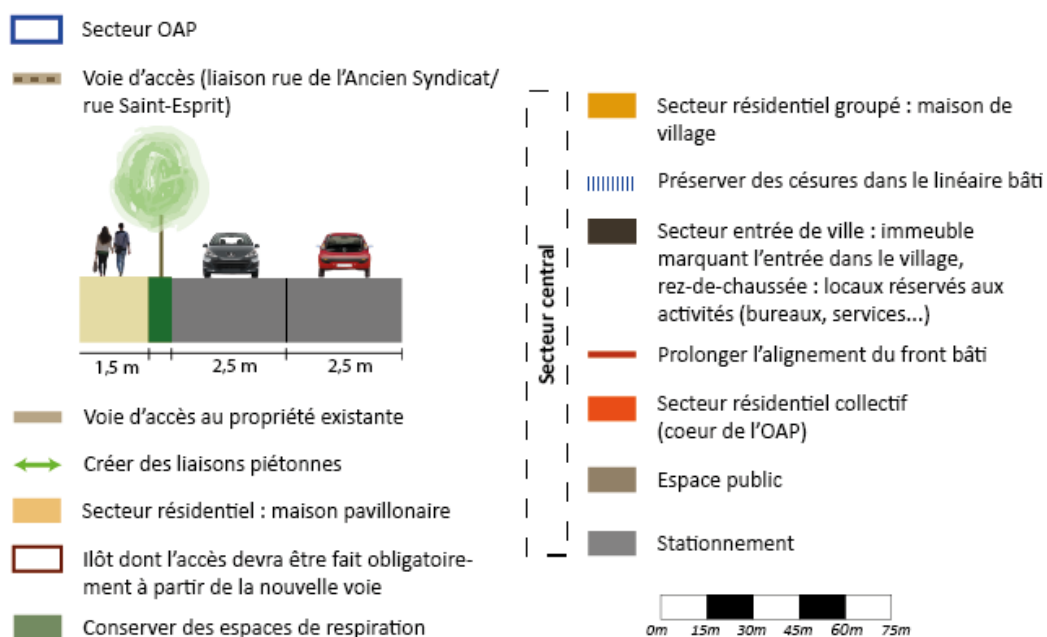 Secteur OAP
Voie d'accès (liaison rue de l'Ancien Syndicat/
rue Saint-Esprit)
1,5 m
2,5 m
2,5 m
Voie d'accès au propriété existante
Créer des liaisons piétonnes
Secteur résidentiel : maison pavillonaire
Ilôt dont l'accès devra être fait obligatoire-
ment à partir de la nouvelle voie
Conserver des espaces de respiration
Secteur central
Secteur résidentiel groupé : maison de
village
Préserver des césures dans le linéaire bâti
Secteur entrée de ville : immeuble
marquant l'entrée dans le village,
rez-de-chaussée : locaux réservés aux
activités (bureaux, services...)
Prolonger l'alignement du front bâti
Secteur résidentiel collectif
(coeur de l'OAP)
Espace public
Stationnement
0m 15m 30m 45m 60m 75m